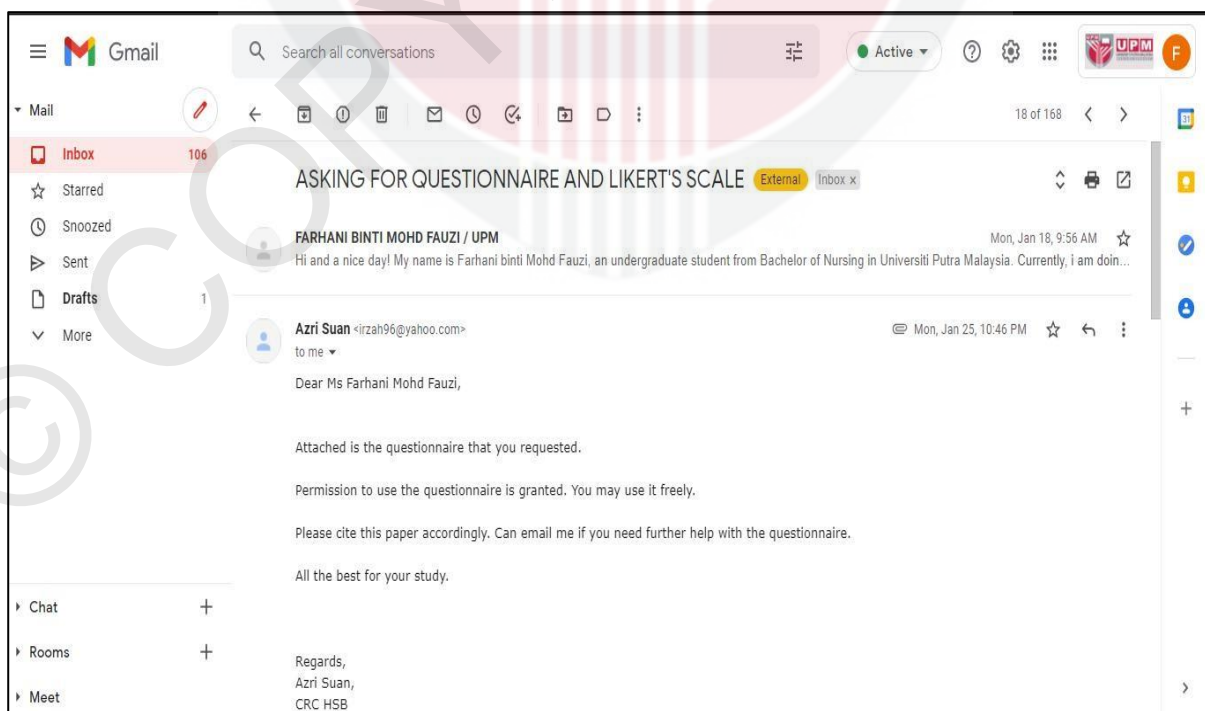 Gmail
Search all conversations
Active
UPM
F
Mail
18 of 168
31
Inbox 106
Starred
Snoozed
Sent
Drafts 1
More
ASKING FOR QUESTIONNAIRE AND LIKERT'S SCALE External Inbox x
FARHANI BINTI MOHD FAUZI / UPM Mon, Jan 18, 9:56 AM
Hi and a nice day! My name is Farhani binti Mohd Fauzi, an undergraduate student from Bachelor of Nursing in Universiti Putra Malaysia. Currently, i am doin...
Azri Suan <irzah96@yahoo.com> Mon, Jan 25, 10:46 PM
to me
Dear Ms Farhani Mohd Fauzi,
Attached is the questionnaire that you requested.
Permission to use the questionnaire is granted. You may use it freely.
Please cite this paper accordingly. Can email me if you need further help with the questionnaire.
All the best for your study.
Regards,
Azri Suan,
CRC HSB
Chat
Rooms
Meet
© COPY